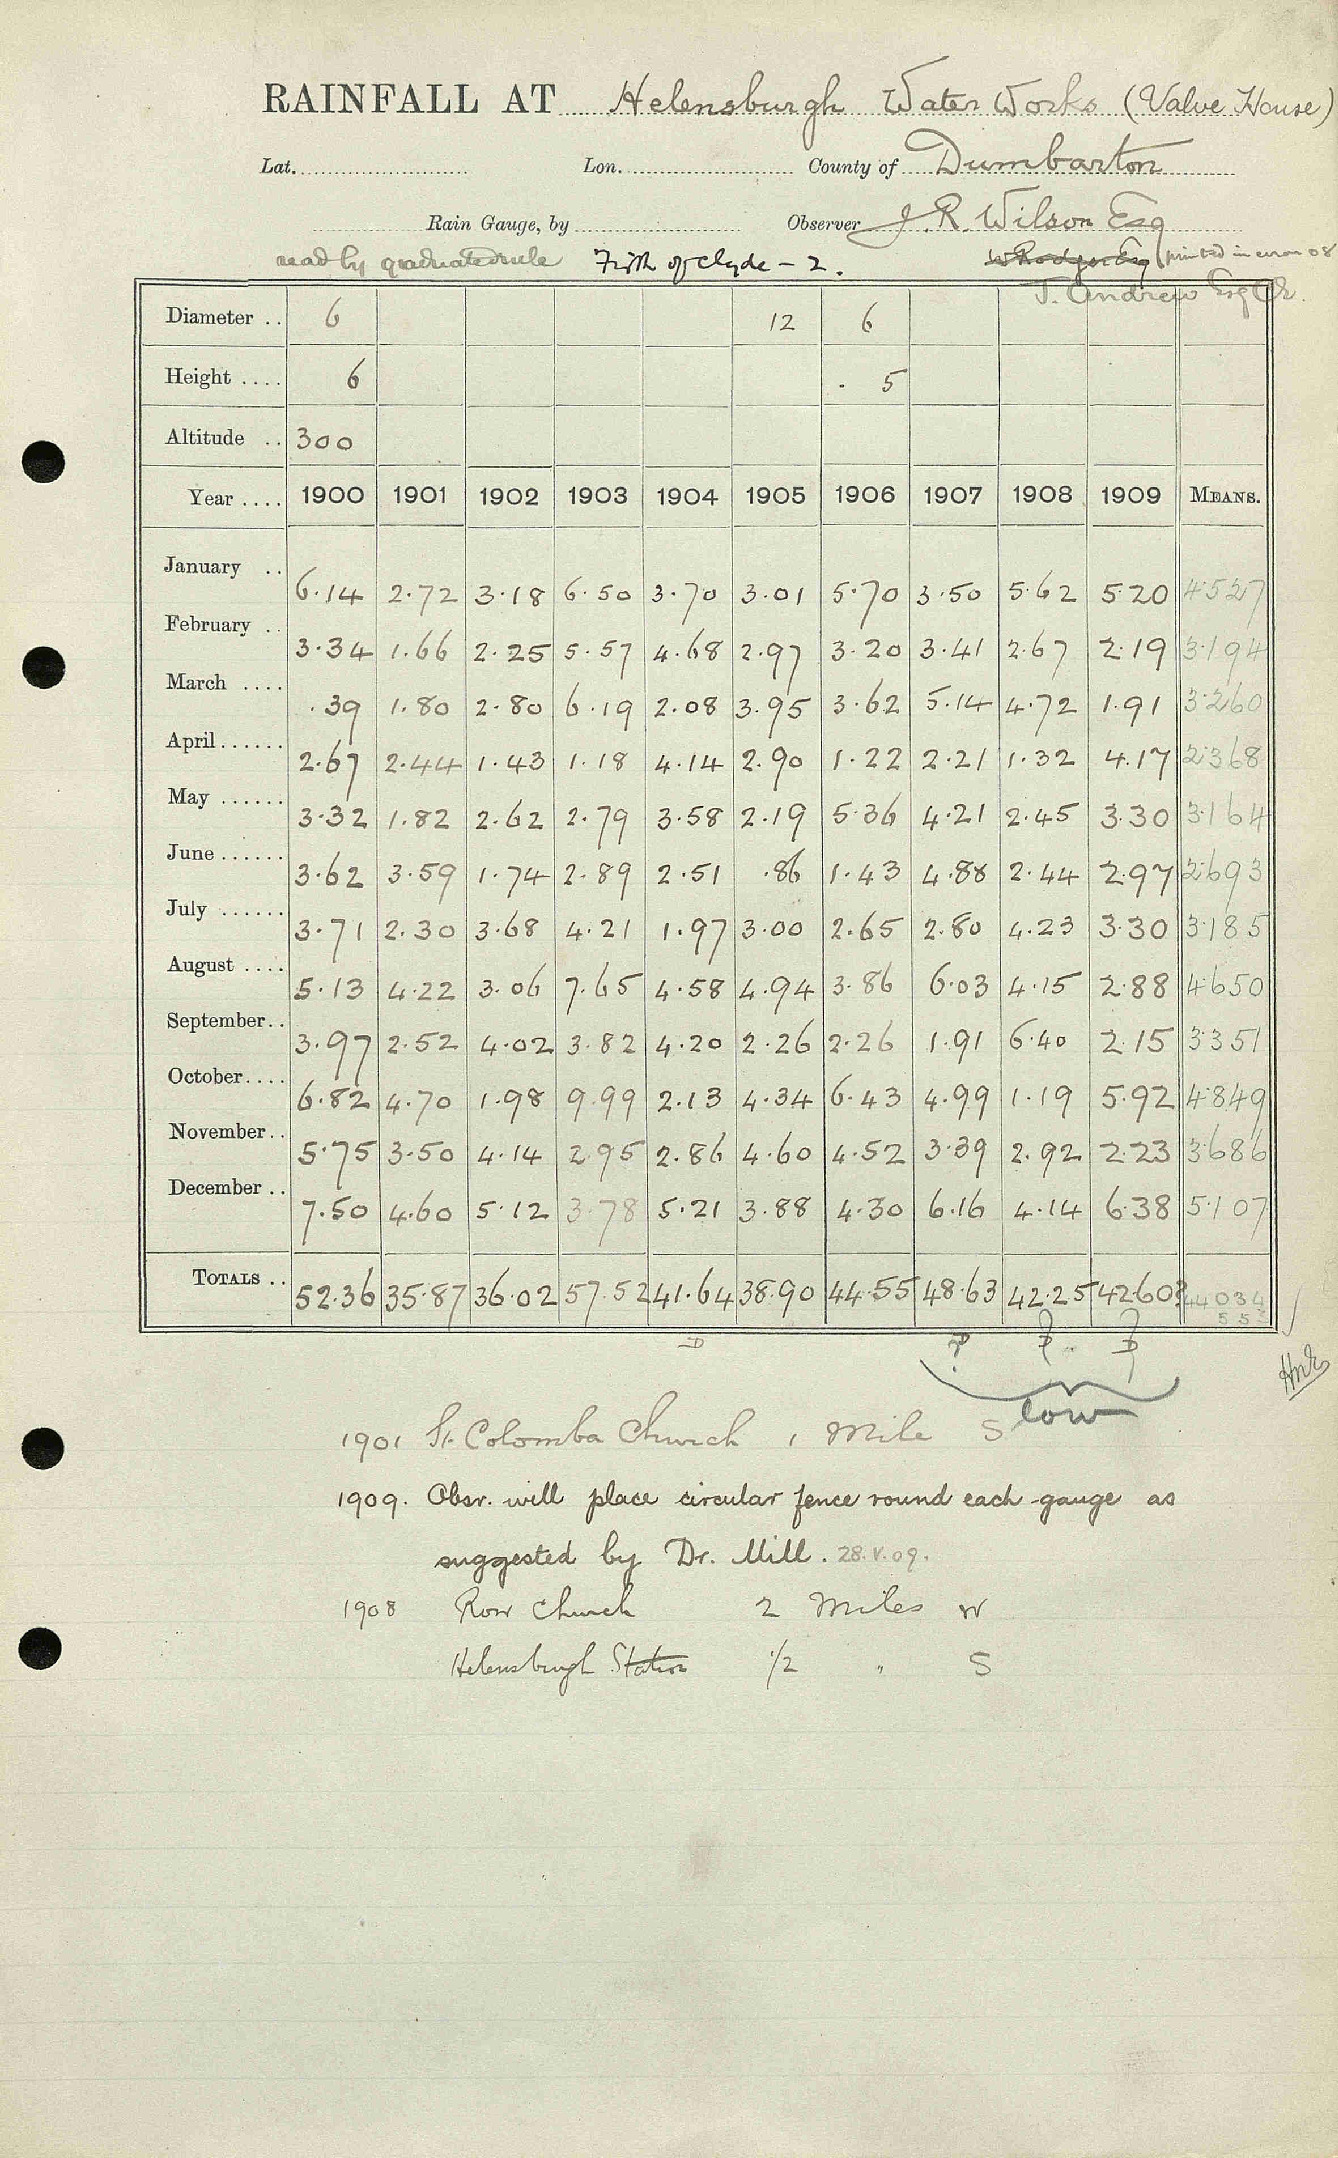 RAINFALL AT Helensburgh Water Works (Valve House)
Lat. Lon. County of Dumbarton
Rain Gauge, by Observer J. R. Wilson Esq
read by graduated rule Firth of Clyde - 2. W Rodger Esq (printed in error 08
J. Andrew Esq
Diameter .. 6 12 6
Height .... 6 5
Altitude .. 300
Year .... 1900 1901 1902 1903 1904 1905 1906 1907 1908 1909 MEANS.
January .. 6.14 2.72 3.18 6.50 3.70 3.01 5.70 3.50 5.62 5.20 4.527
February .. 3.34 1.66 2.25 5.57 4.68 2.97 3.20 3.41 2.67 2.19 3.194
March .... .39 1.80 2.80 6.19 2.08 3.95 3.62 5.14 4.72 1.91 3.260
April ...... 2.67 2.44 1.43 1.18 4.14 2.90 1.22 2.21 1.32 4.17 2.368
May ...... 3.32 1.82 2.62 2.79 3.58 2.19 5.36 4.21 2.45 3.30 3.164
June ...... 3.62 3.59 1.74 2.89 2.51 .86 1.43 4.88 2.44 2.97 2.693
July ...... 3.71 2.30 3.68 4.21 1.97 3.00 2.65 2.80 4.23 3.30 3.185
August .... 5.13 4.22 3.06 7.65 4.58 4.94 3.86 6.03 4.15 2.88 4.650
September.. 3.97 2.52 4.02 3.82 4.20 2.26 2.26 1.91 6.40 2.15 3.351
October.... 6.82 4.70 1.98 9.99 2.13 4.34 6.43 4.99 1.19 5.92 4.849
November.. 5.75 3.50 4.14 2.95 2.86 4.60 4.52 3.39 2.92 2.23 3.686
December .. 7.50 4.60 5.12 3.78 5.21 3.88 4.30 6.16 4.14 6.38 5.107
TOTALS .. 52.36 35.87 36.02 57.52 41.64 38.90 44.55 48.63 42.25 42.60? 44.034
low
1901 St. Colomba Church 1 Mile S
1909. Obsr. will place circular fence round each gauge as
suggested by Dr. Mill. 28.V.09.
1908 Row Church 2 Miles W
Helensburgh Station 1/2 " S